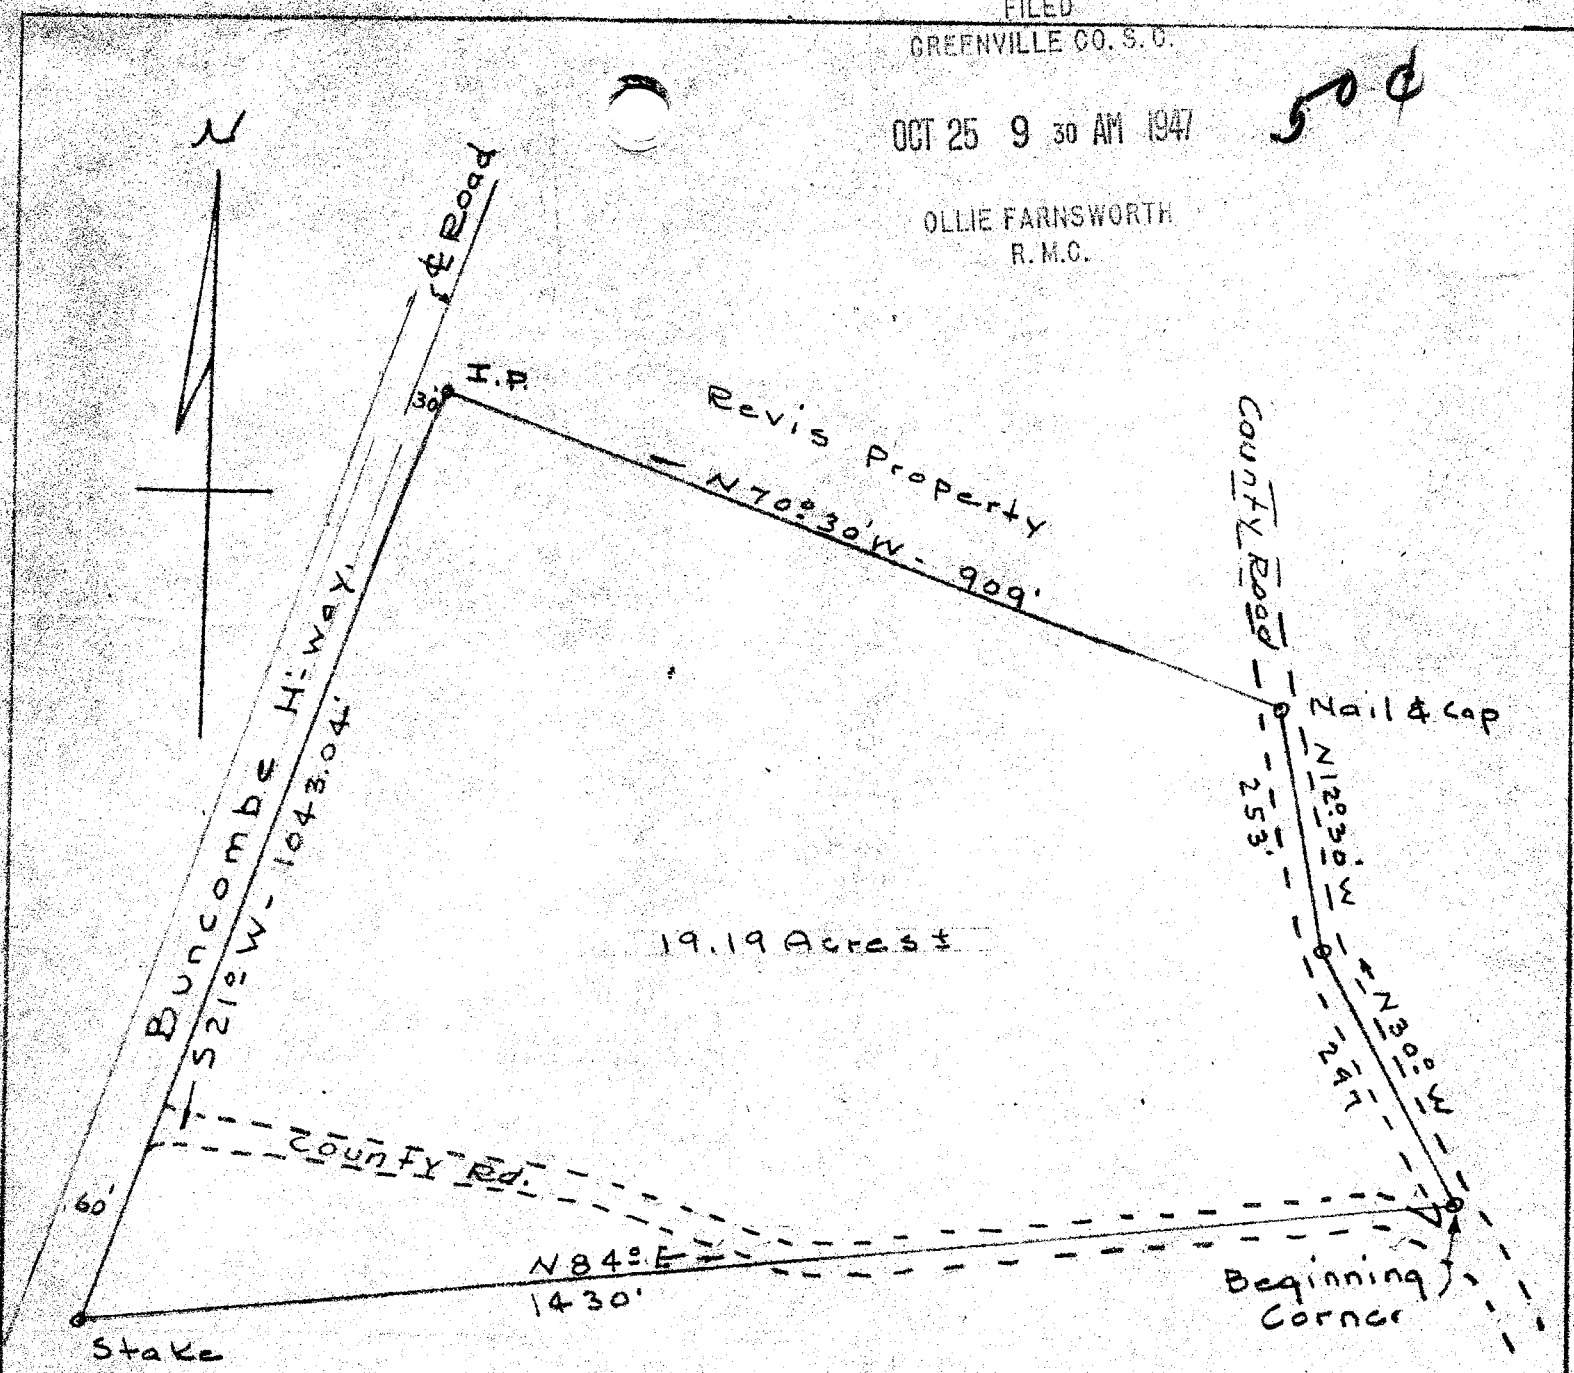 FILED
GREENVILLE CO. S. C.
50 ¢
OCT 25 9 30 AM 1947
OLLIE FARNSWORTH
R. M. C.
N
℄ Road
I.P.
30'
Revis Property
N 70° 30' W - 909'
County Road
Nail & Cap
N 12° 30' W
253'
Buncombe H'-way
S 21° W - 1043.04'
19.19 Acres ±
N 30° W
247
County Rd.
60'
N 84° E
1430'
Beginning
Corner
Stake